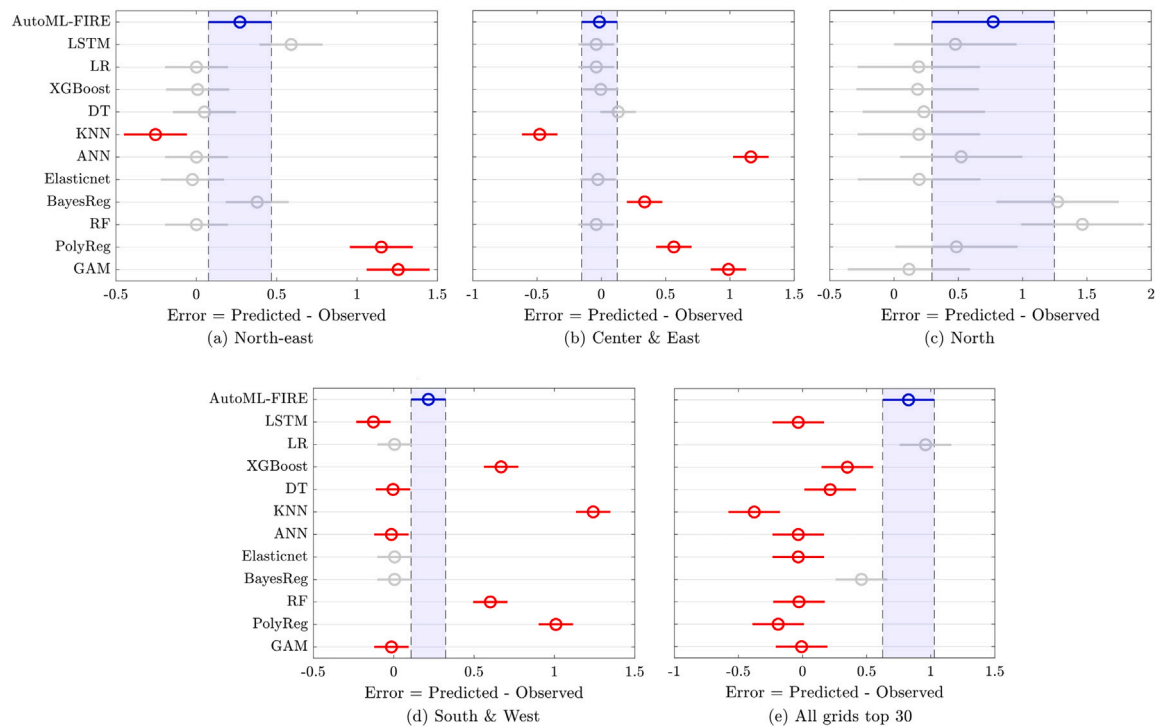 AutoML-FIRE
LSTM
LR
XGBoost
DT
KNN
ANN
Elasticnet
BayesReg
RF
PolyReg
GAM
-0.5 0 0.5 1 1.5
Error = Predicted - Observed
(a) North-east
-1 -0.5 0 0.5 1 1.5
Error = Predicted - Observed
(b) Center & East
-0.5 0 0.5 1 1.5 2
Error = Predicted - Observed
(c) North
AutoML-FIRE
LSTM
LR
XGBoost
DT
KNN
ANN
Elasticnet
BayesReg
RF
PolyReg
GAM
-0.5 0 0.5 1 1.5
Error = Predicted - Observed
(d) South & West
-1 -0.5 0 0.5 1 1.5
Error = Predicted - Observed
(e) All grids top 30